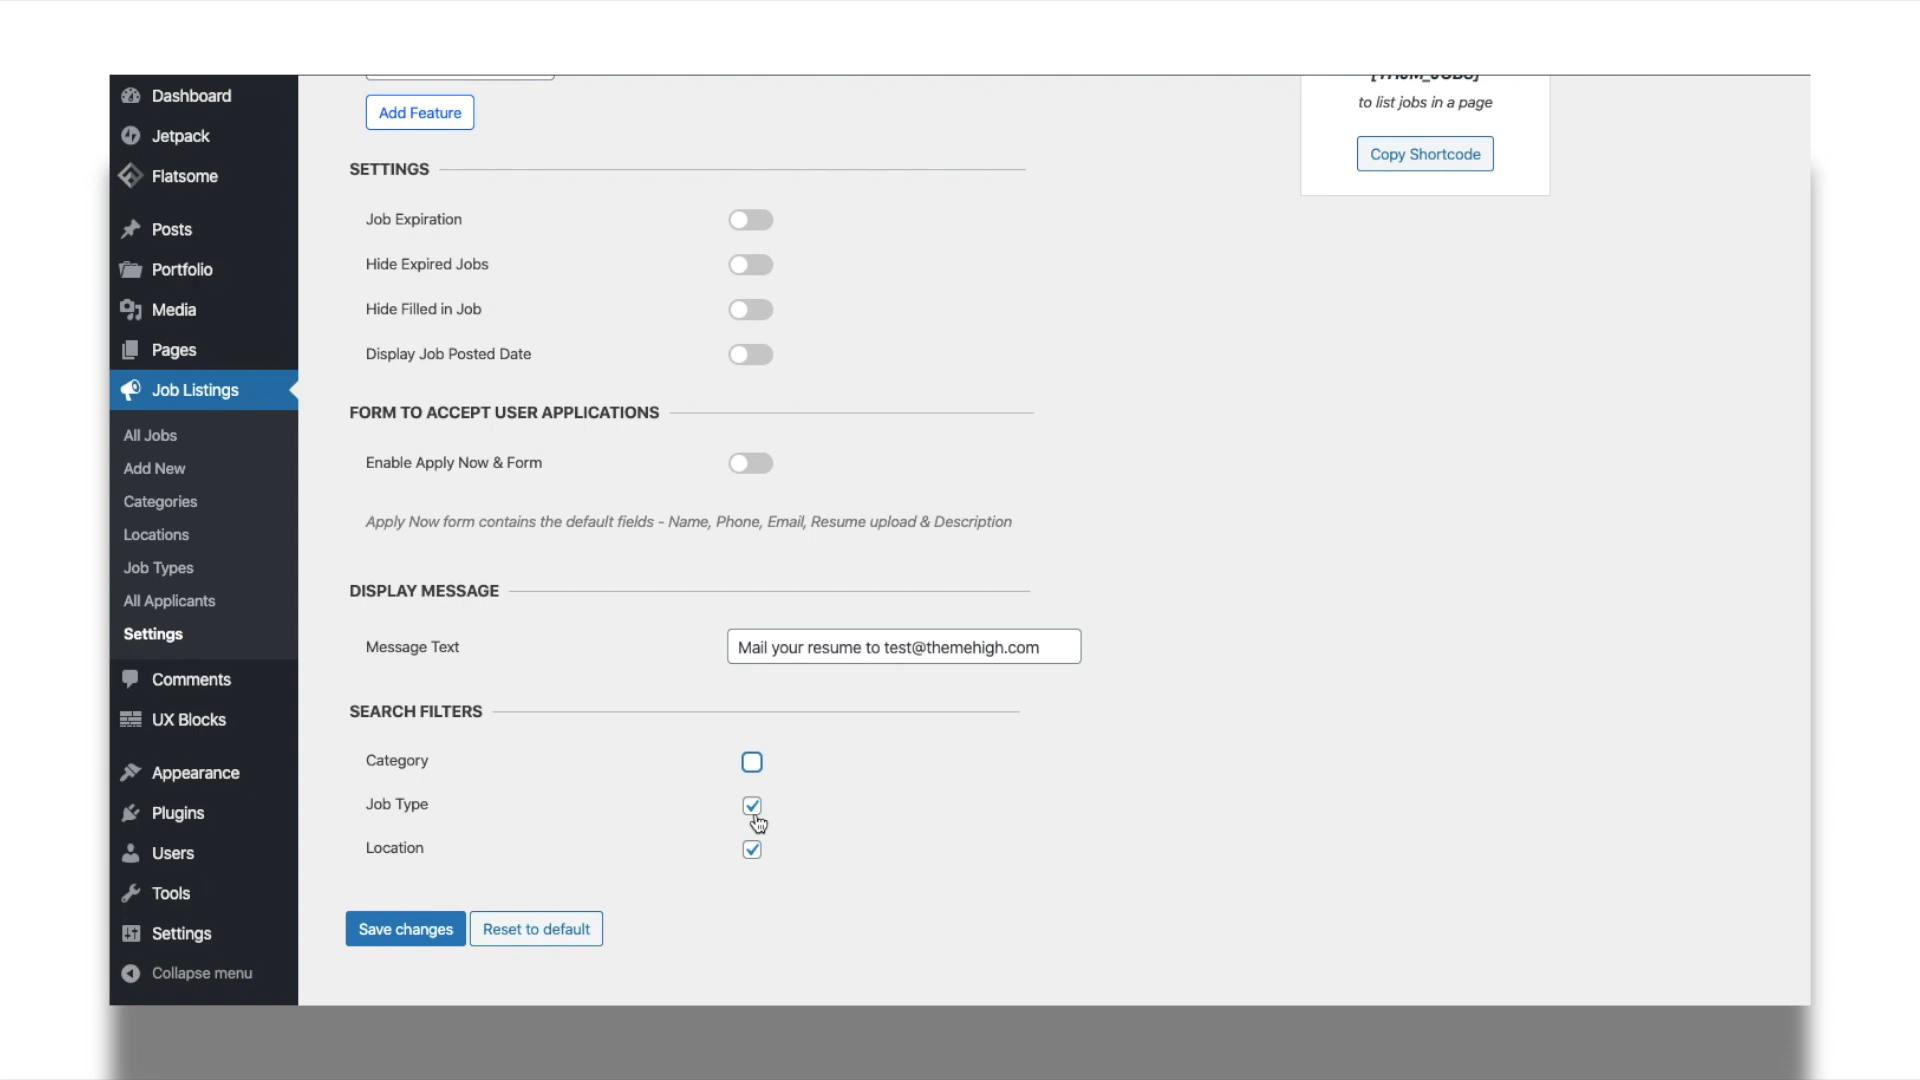 Dashboard
Jetpack
Flatsome
Posts
Portfolio
Media
Pages
Job Listings
All Jobs
Add New
Categories
Locations
Job Types
All Applicants
Settings
Comments
UX Blocks
Appearance
Plugins
Users
Tools
Settings
Collapse menu
Add Feature
SETTINGS
Job Expiration
Hide Expired Jobs
Hide Filled in Job
Display Job Posted Date
FORM TO ACCEPT USER APPLICATIONS
Enable Apply Now & Form
Apply Now form contains the default fields - Name, Phone, Email, Resume upload & Description
DISPLAY MESSAGE
Message Text
Mail your resume to test@themehigh.com
SEARCH FILTERS
Category
Job Type
Location
Save changes
Reset to default
[THJM_JOBS]
to list jobs in a page
Copy Shortcode